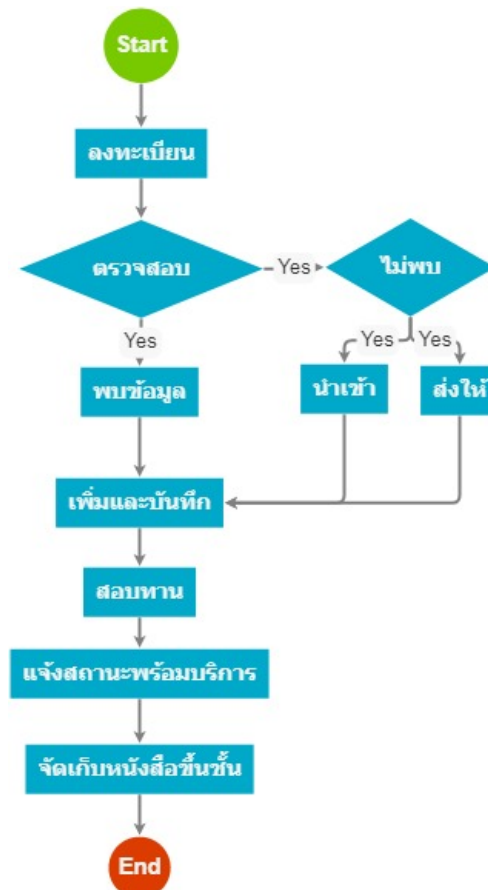 Start
ลงทะเบียน
ตรวจสอบ
Yes
ไม่พบ
Yes
Yes
Yes
พบข้อมูล
นำเข้า
ส่งให้
เพิ่มและบันทึก
สอบทาน
แจ้งสถานะพร้อมบริการ
จัดเก็บหนังสือขึ้นชั้น
End